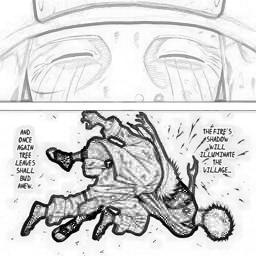 THE FIRE'S
SHADOW
WILL
ILLUMINATE
THE
VILLAGE...
AND
ONCE
AGAIN
TREE
LEAVES
SHALL
BUD
ANEW.